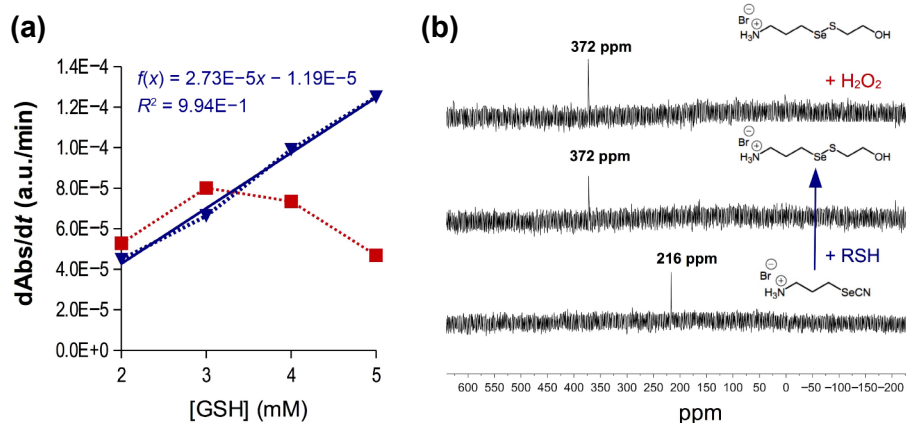 (a)
f(x) = 2.73E−5x − 1.19E−5
R² = 9.94E−1
1.4E−4
1.2E−4
1.0E−4
8.0E−5
6.0E−5
4.0E−5
2.0E−5
0.0E+0
dAbs/dt (a.u./min)
2 3 4 5
[GSH] (mM)
(b)
Br −
H₃N + Se S OH
372 ppm
+ H₂O₂
Br −
H₃N + Se S OH
372 ppm
+ RSH
216 ppm
Br −
H₃N + SeCN
600 550 500 450 400 350 300 250 200 150 100 50 0 −50 −100 −150 −200
ppm